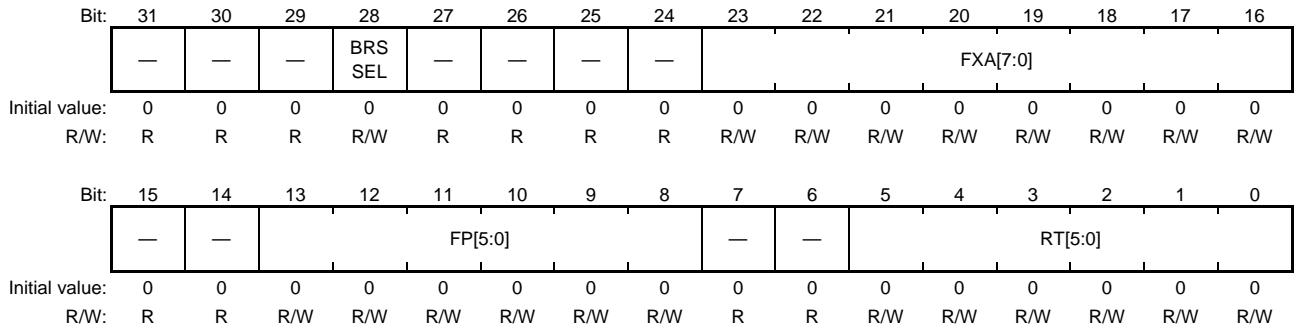 Bit: 31 30 29 28 27 26 25 24 23 22 21 20 19 18 17 16
— — — BRS SEL — — — — FXA[7:0]
Initial value: 0 0 0 0 0 0 0 0 0 0 0 0 0 0 0 0
R/W: R R R R/W R R R R R/W R/W R/W R/W R/W R/W R/W R/W
Bit: 15 14 13 12 11 10 9 8 7 6 5 4 3 2 1 0
— — FP[5:0] — — RT[5:0]
Initial value: 0 0 0 0 0 0 0 0 0 0 0 0 0 0 0 0
R/W: R R R/W R/W R/W R/W R/W R/W R R R/W R/W R/W R/W R/W R/W